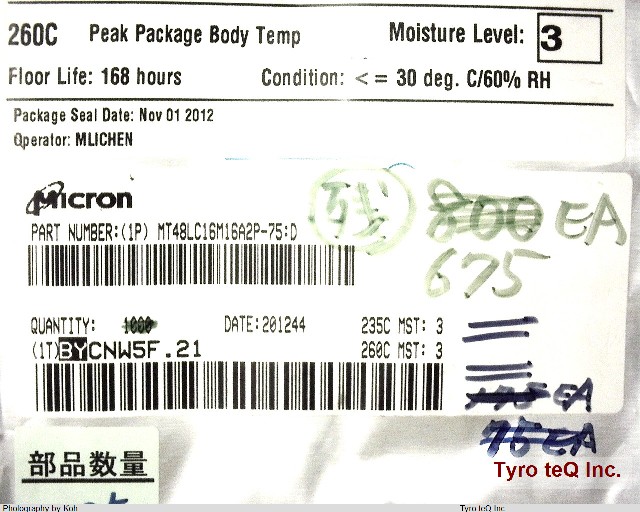 260C Peak Package Body Temp Moisture Level: 3
Floor Life: 168 hours Condition: <= 30 deg. C/60% RH
Package Seal Date: Nov 01 2012
Operator: MLICHEN
Micron
残 800 EA
PART NUMBER:(1P) MT48LC16M16A2P-75:D
675
QUANTITY: 1000 DATE:201244 235C MST: 3
(1T)BYCNW5F.21 260C MST: 3
175 EA
75 EA
部品数量
Tyro teQ Inc.
Photography by Koh Tyro teQ Inc